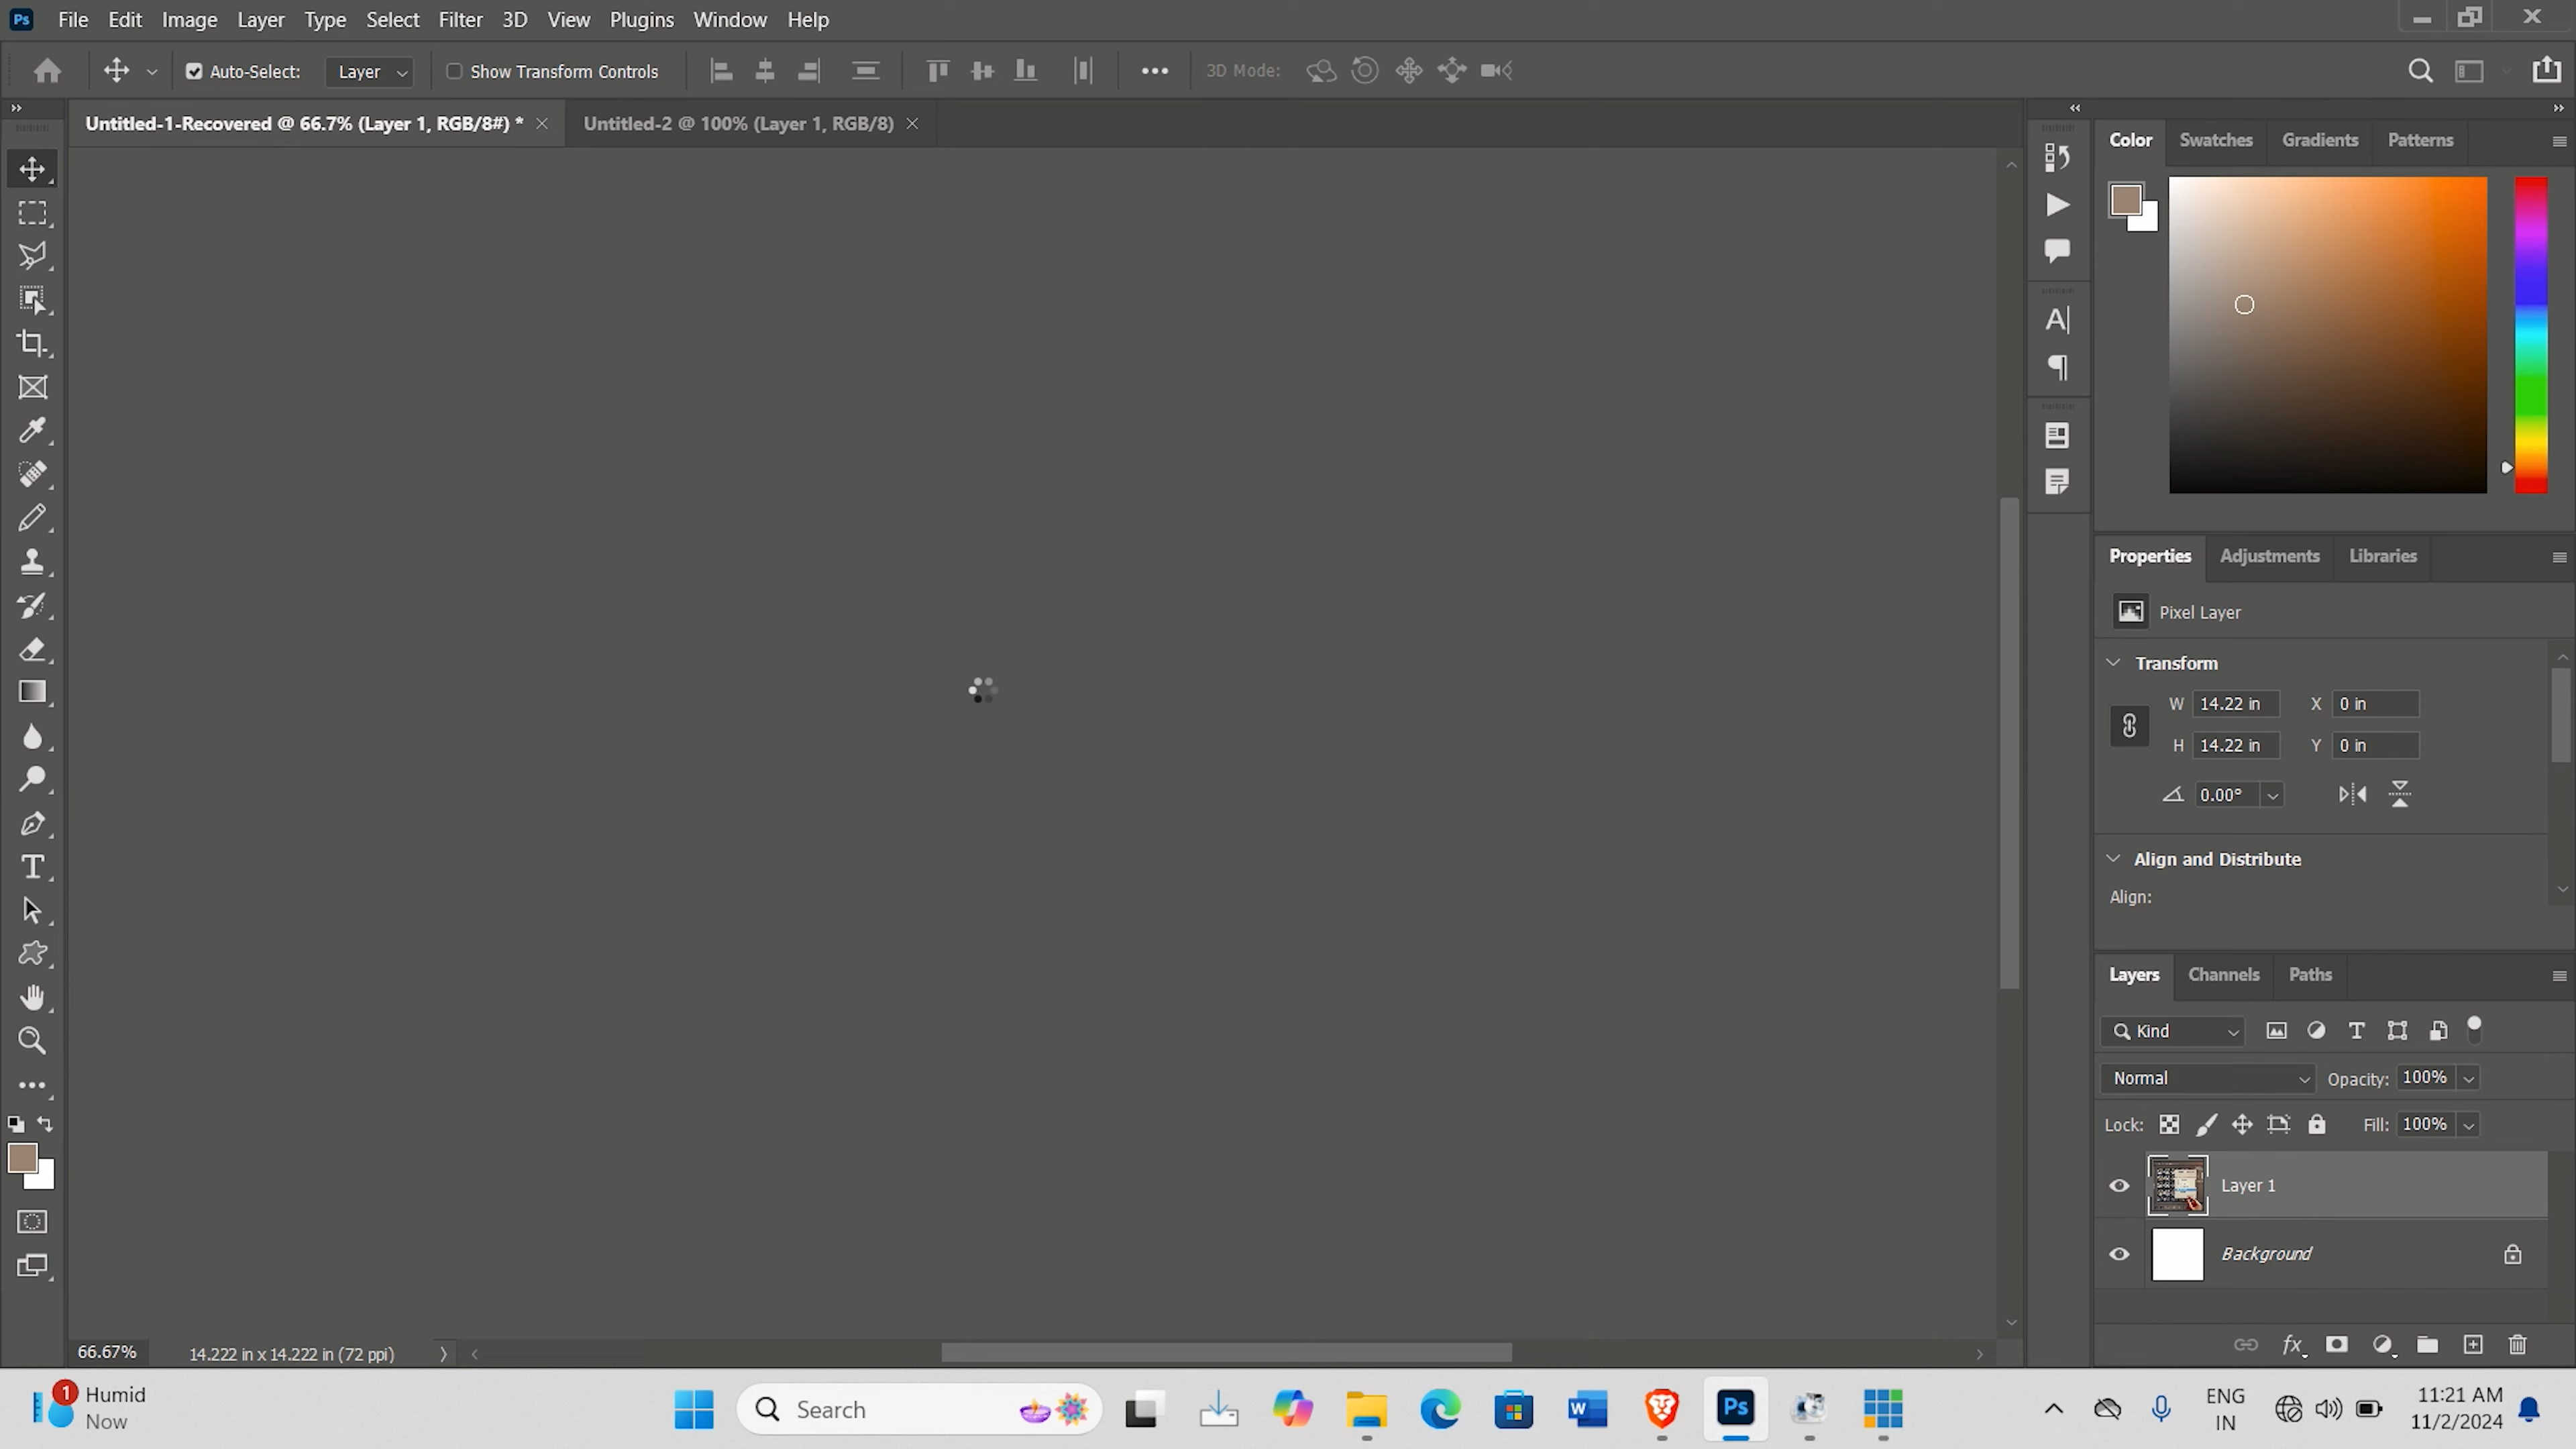 Ps File Edit Image Layer Type Select Filter 3D View Plugins Window Help
Auto-Select: Layer Show Transform Controls 3D Mode:
Untitled-1-Recovered @ 66.7% (Layer 1, RGB/8#) * Untitled-2 @ 100% (Layer 1, RGB/8)
Color Swatches Gradients Patterns
Properties Adjustments Libraries
Pixel Layer
Transform
W 14.22 in X 0 in
H 14.22 in Y 0 in
0.00°
Align and Distribute
Align:
Layers Channels Paths
Kind
Normal Opacity: 100%
Lock: Fill: 100%
Layer 1
Background
66.67% 14.222 in x 14.222 in (72 ppi)
1 Humid
Now
Search
W
Ps
ENG
IN
11:21 AM
11/2/2024